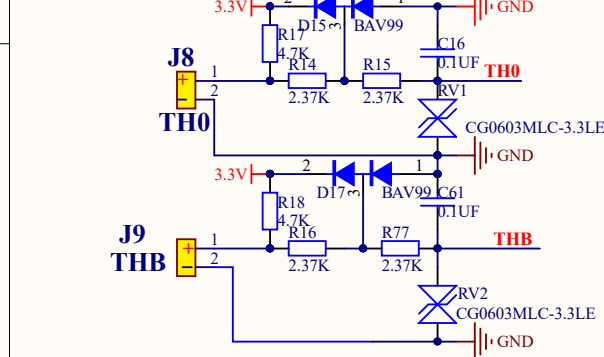 3.3V
2
D15
3
BAV99
1
GND
R17
4.7K
C16
0.1UF
J8
1
2
R14
2.37K
R15
2.37K
TH0
RV1
TH0
CG0603MLC-3.3LE
GND
3.3V
2
D17
3
BAV99
1
R18
4.7K
C61
0.1UF
J9
THB
1
2
R16
2.37K
R77
2.37K
THB
RV2
CG0603MLC-3.3LE
GND